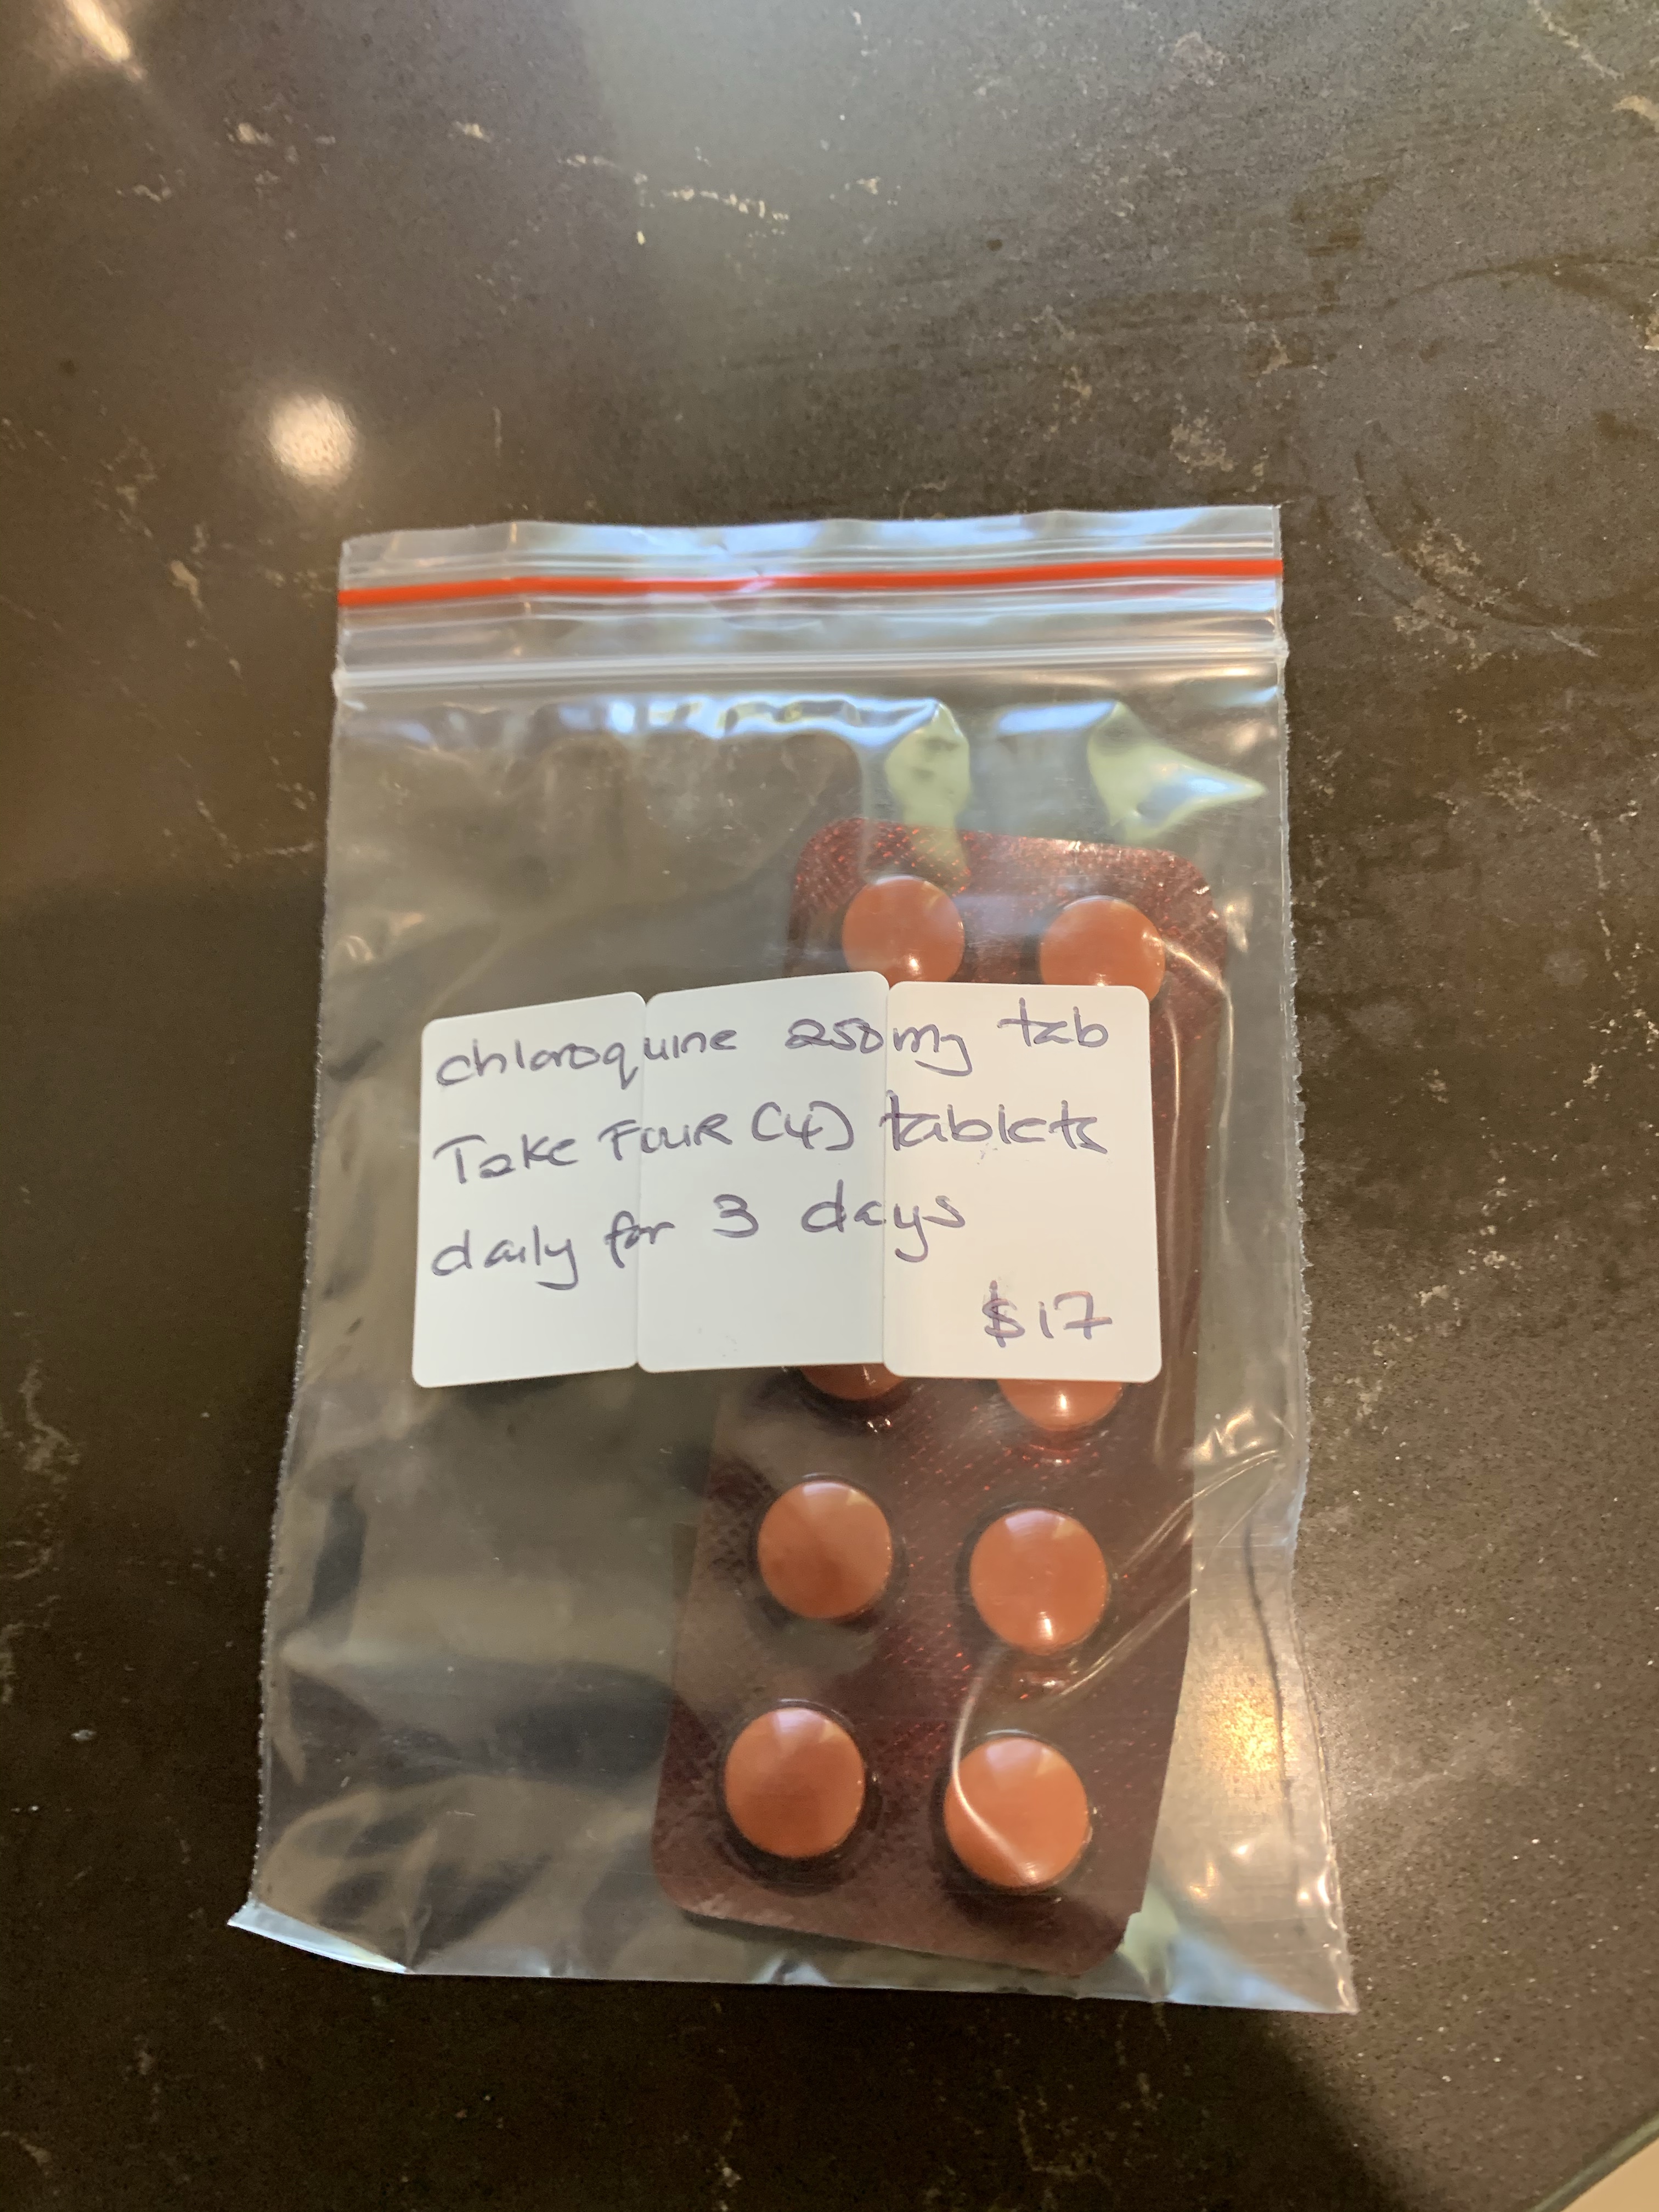 chloroquine 250mg tab
Take FOUR (4) tablets
daily for 3 days
$17